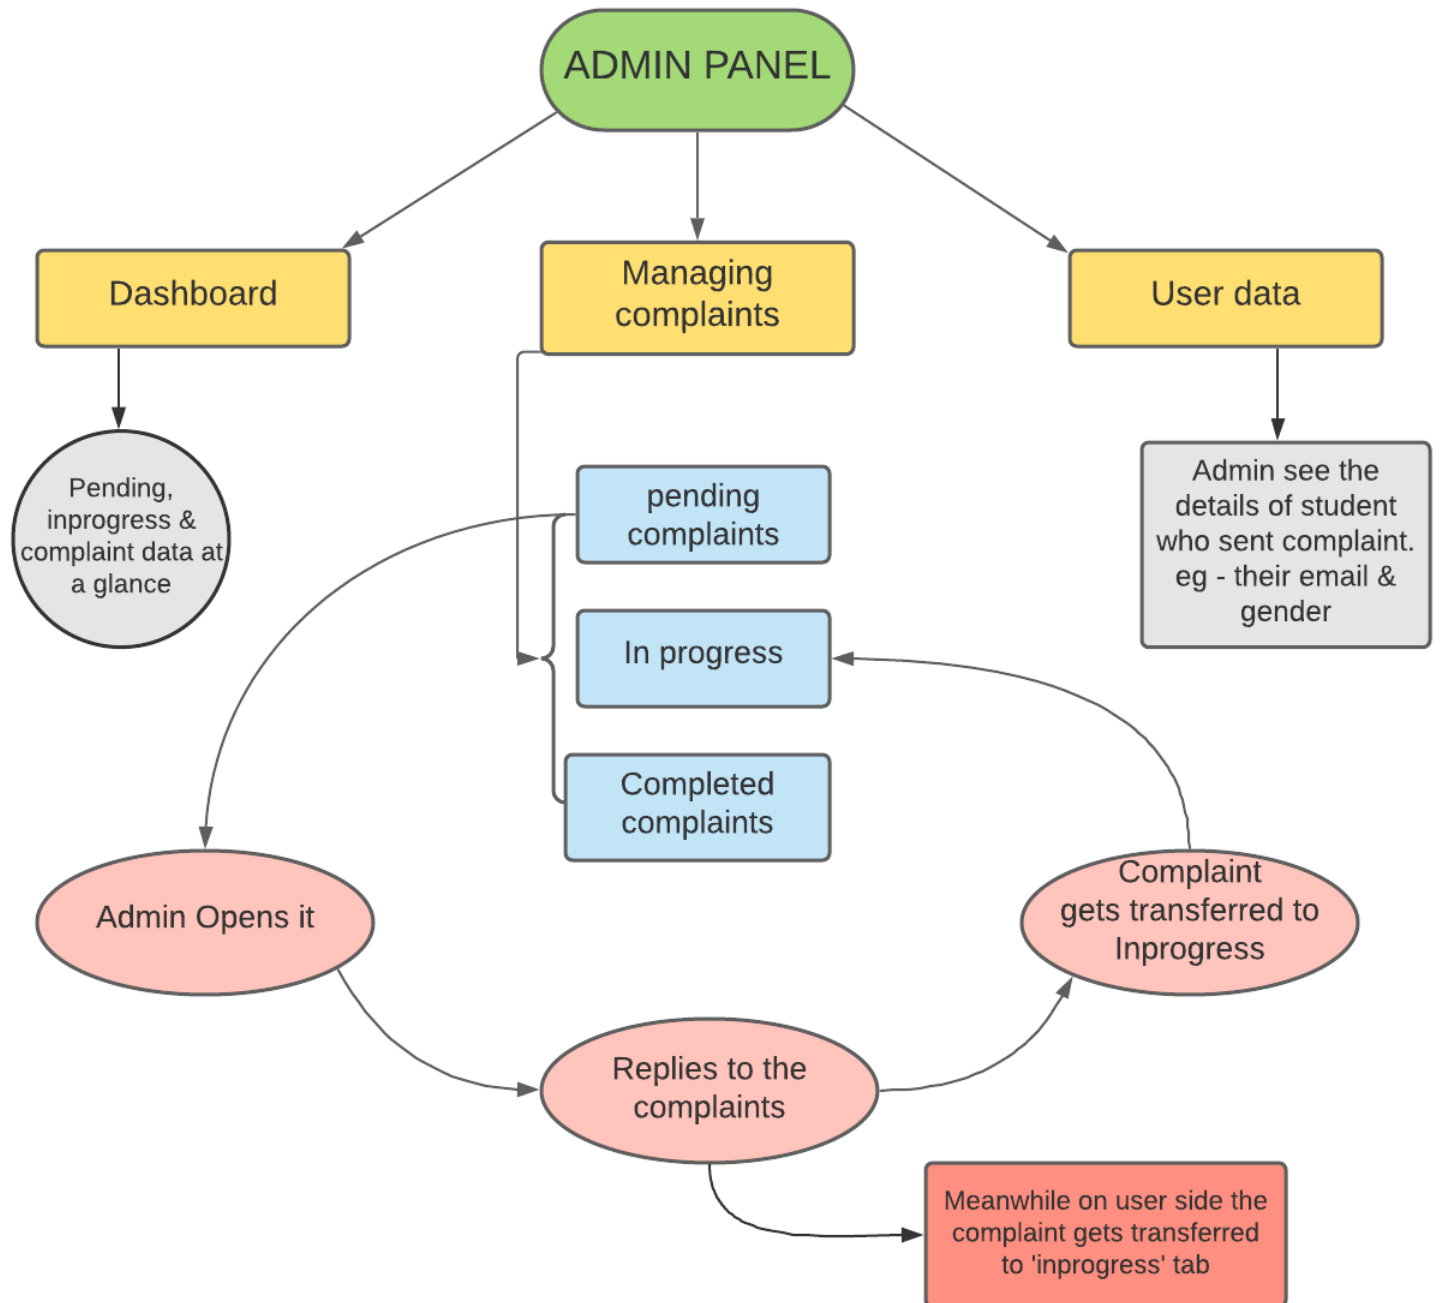 ADMIN PANEL
Dashboard
Managing
complaints
User data
Pending,
inprogress &
complaint data at
a glance
pending
complaints
Admin see the
details of student
who sent complaint.
eg - their email &
gender
In progress
Completed
complaints
Admin Opens it
Complaint
gets transferred to
Inprogress
Replies to the
complaints
Meanwhile on user side the
complaint gets transferred
to 'inprogress' tab